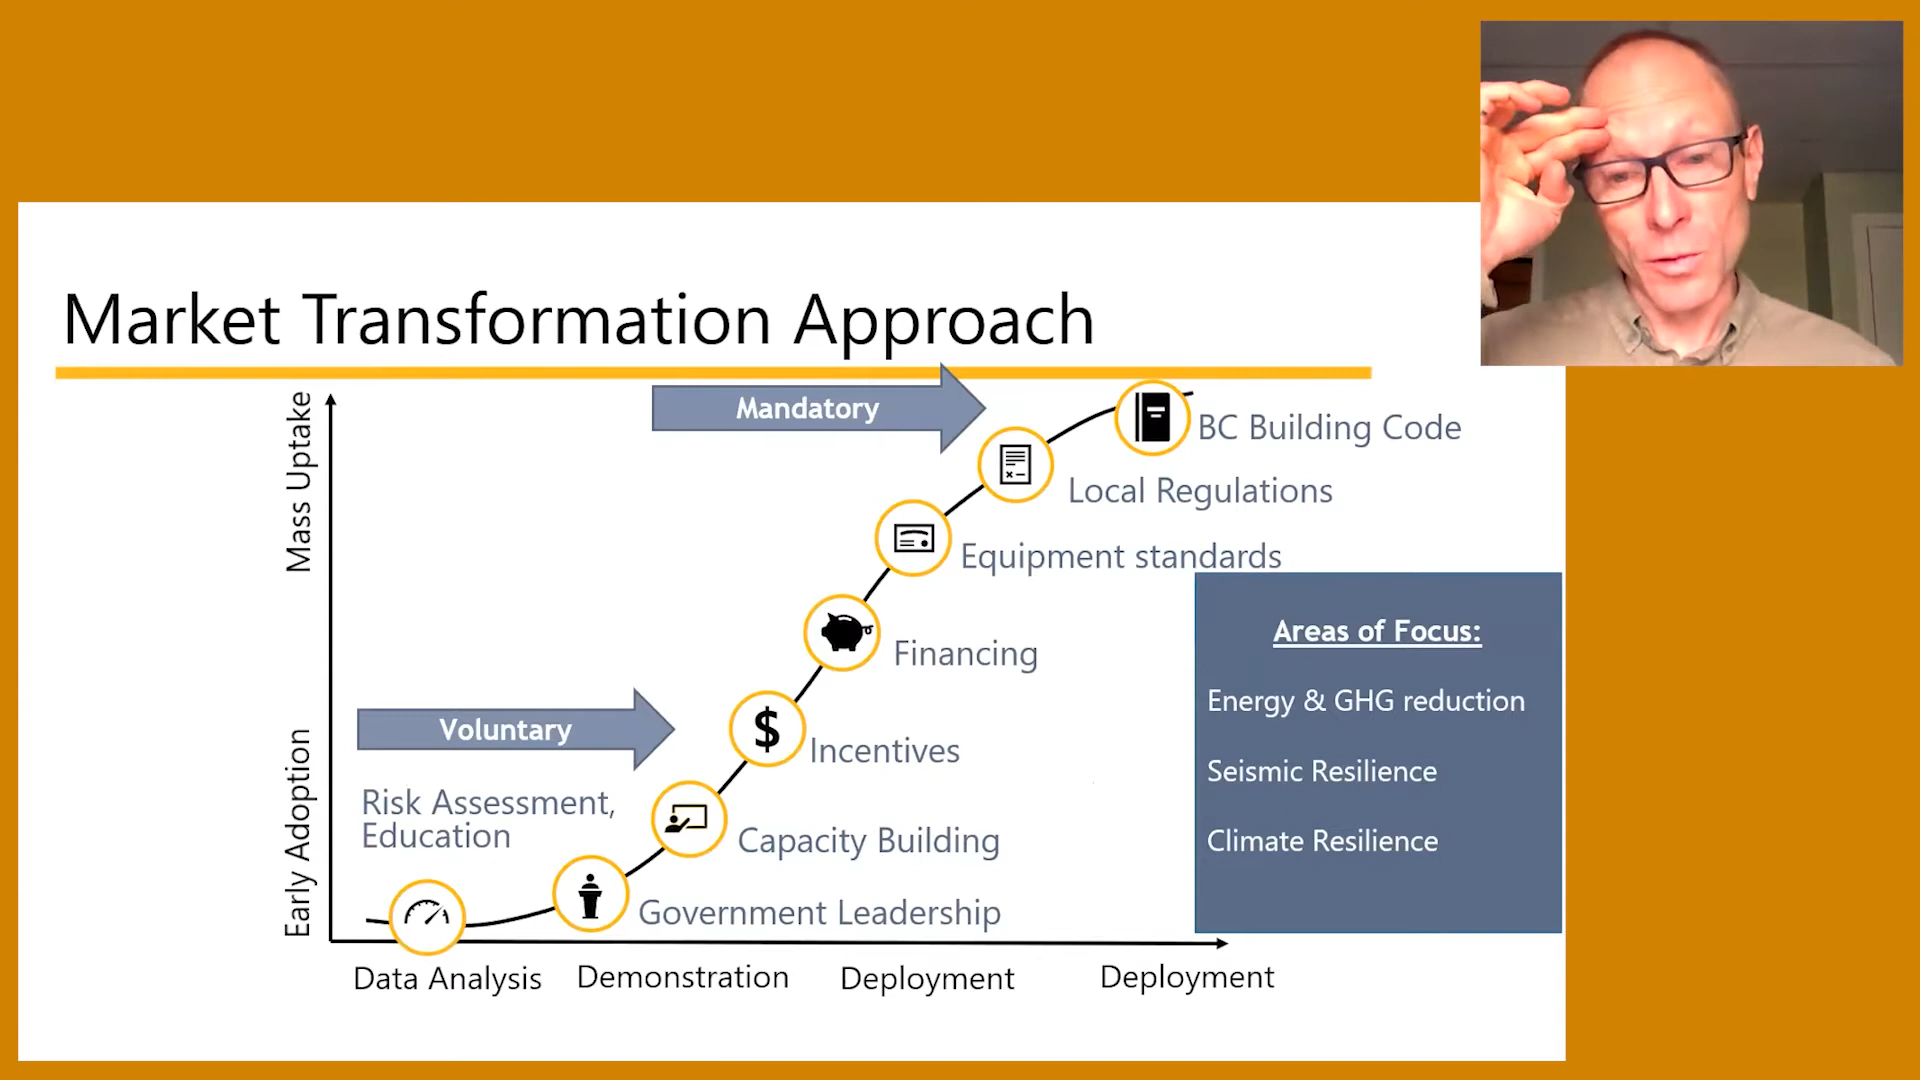 Market Transformation Approach
Mass Uptake
Early Adoption
Mandatory
BC Building Code
Local Regulations
Equipment standards
Financing
Voluntary
Incentives
Risk Assessment,
Education
Capacity Building
Government Leadership
$
Data Analysis
Demonstration
Deployment
Deployment
Areas of Focus:
Energy & GHG reduction
Seismic Resilience
Climate Resilience